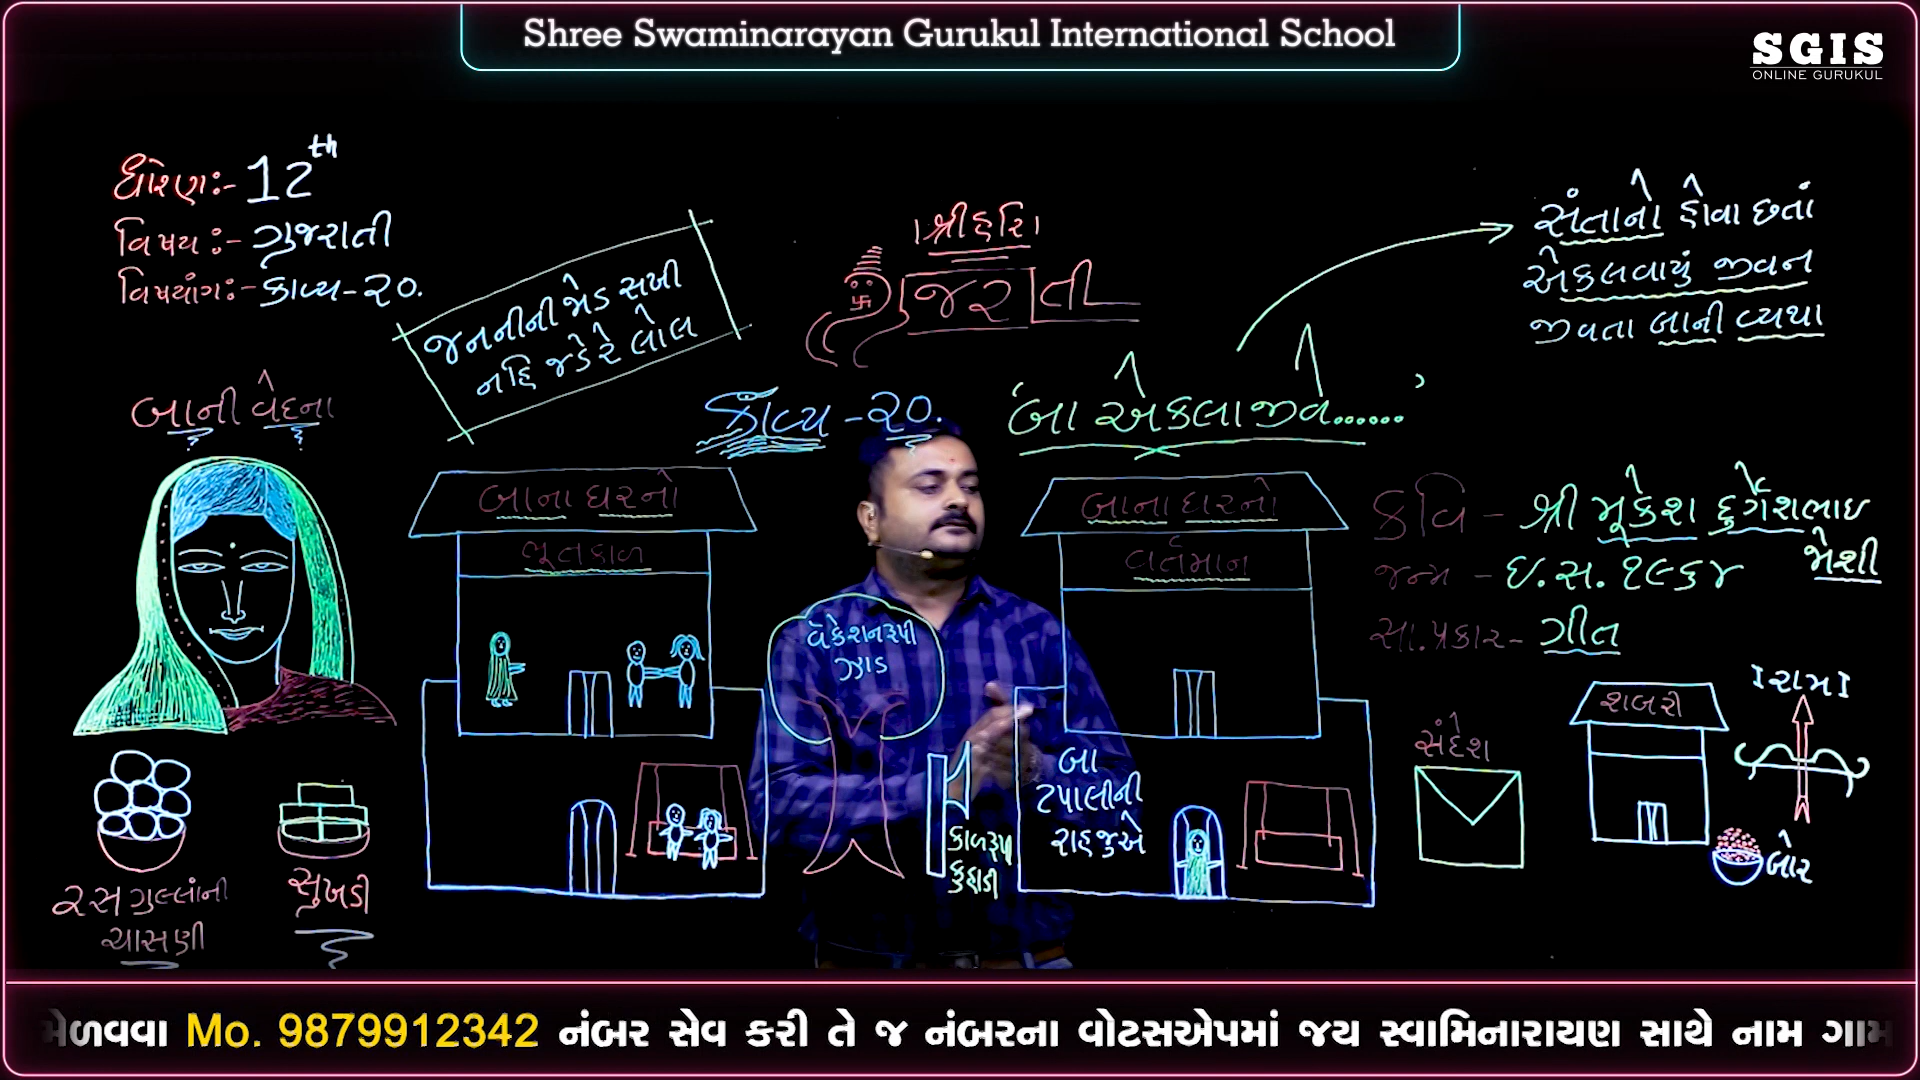 Shree Swaminarayan Gurukul International School
SGIS
ONLINE GURUKUL
ધોરણ:- 12th
વિષય :- ગુજરાતી
વિષયાંગ:- કાવ્ય-૨૦.
જનનીની જોડ સખી
નહિ જડે રે લોલ
।શ્રીહરિ।
કાવ્ય - ૨૦.
'બા એકલા જીવે......'
સંતાનો હોવા છતાં
એકલવાયું જીવન
જીવતા બાની વ્યથા
બાની વેદના
રસગુલ્લાંની
ચાસણી
સુખડી
બાના ઘરનો
ભૂતકાળ
વેકેશનરૂપી
ઝાડ
કાળરૂપી
કુહાડી
બાના ઘરનો
વર્તમાન
બા
ટપાલીની
રાહ જુએ
કવિ - શ્રી મૂકેશ દુર્ગેશભાઇ
જોશી
જન્મ - ઇ.સ. ૧૯૬૪
સા.પ્રકાર - ગીત
સંદેશ
શબરી
।રામ।
બોર
મેળવવા Mo. 9879912342 નંબર સેવ કરી તે જ નંબરના વોટસએપમાં જય સ્વામિનારાયણ સાથે નામ ગામ